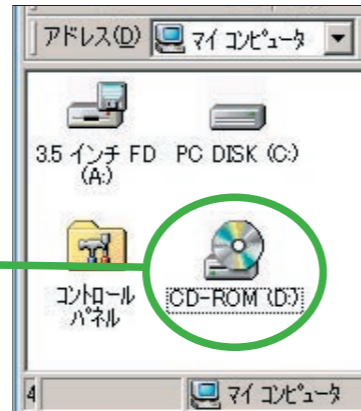 アドレス(D) マイ コンピュータ
3.5 インチ FD
(A:)
PC DISK (C:)
コントロール
パネル
CD-ROM (D:)
4
マイ コンピュータ